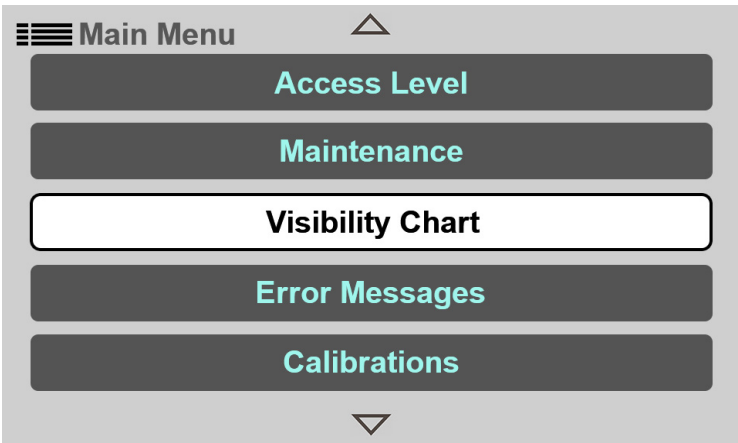 Main Menu
Access Level
Maintenance
Visibility Chart
Error Messages
Calibrations